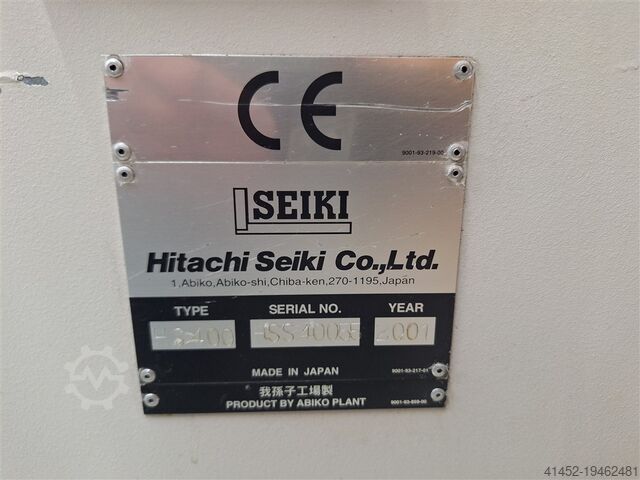 CE
9001-93-219-00
SEIKI
Hitachi Seiki Co.,Ltd.
1,Abiko,Abiko-shi,Chiba-ken,270-1195,Japan
TYPE SERIAL NO. YEAR
2001
MADE IN JAPAN 9001-93-217-01
我孫子工場製
PRODUCT BY ABIKO PLANT
41452-19462481